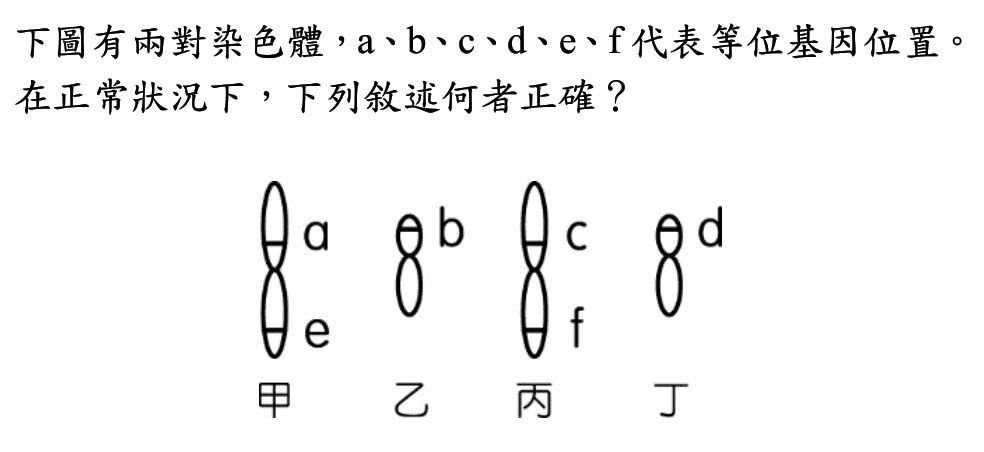 下圖有兩對染色體，a、b、c、d、e、f代表等位基因位置。
在正常狀況下，下列敘述何者正確？
a b c d
e f
甲 乙 丙 丁